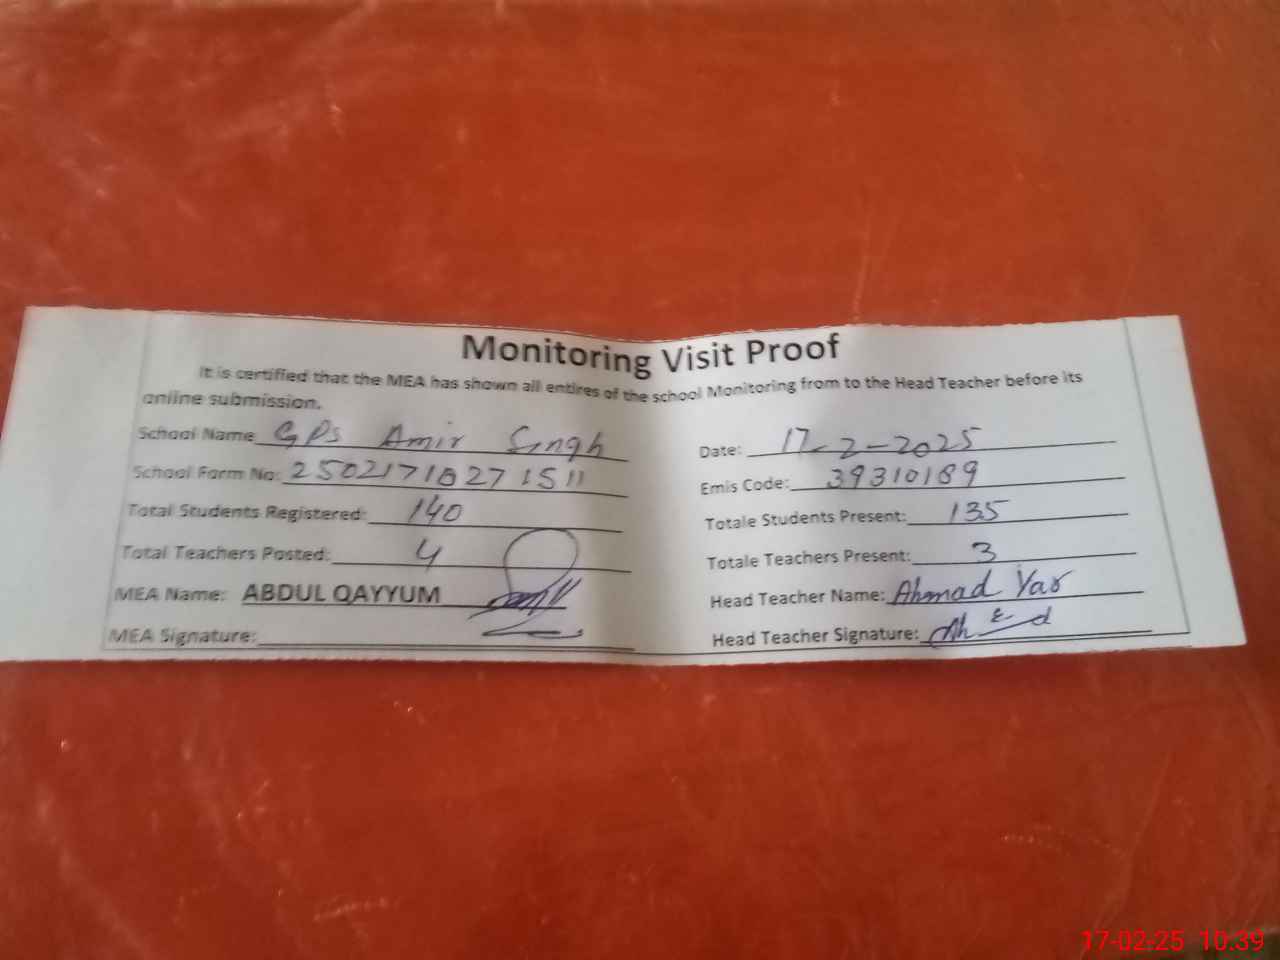 Monitoring Visit Proof
It is certified that the MEA has shown all entires of the school Monitoring from to the Head Teacher before its
online submission.
School Name GPS Amir Singh
Date: 17-2-2025
School Form No: 2502171027 1511
Emis Code: 39310189
Total Students Registered: 140
Totale Students Present: 135
Total Teachers Posted: 4
Totale Teachers Present: 3
MEA Name: ABDUL QAYYUM
Head Teacher Name: Ahmad Yar
MEA Signature:
Head Teacher Signature:
17-02-25 10.39